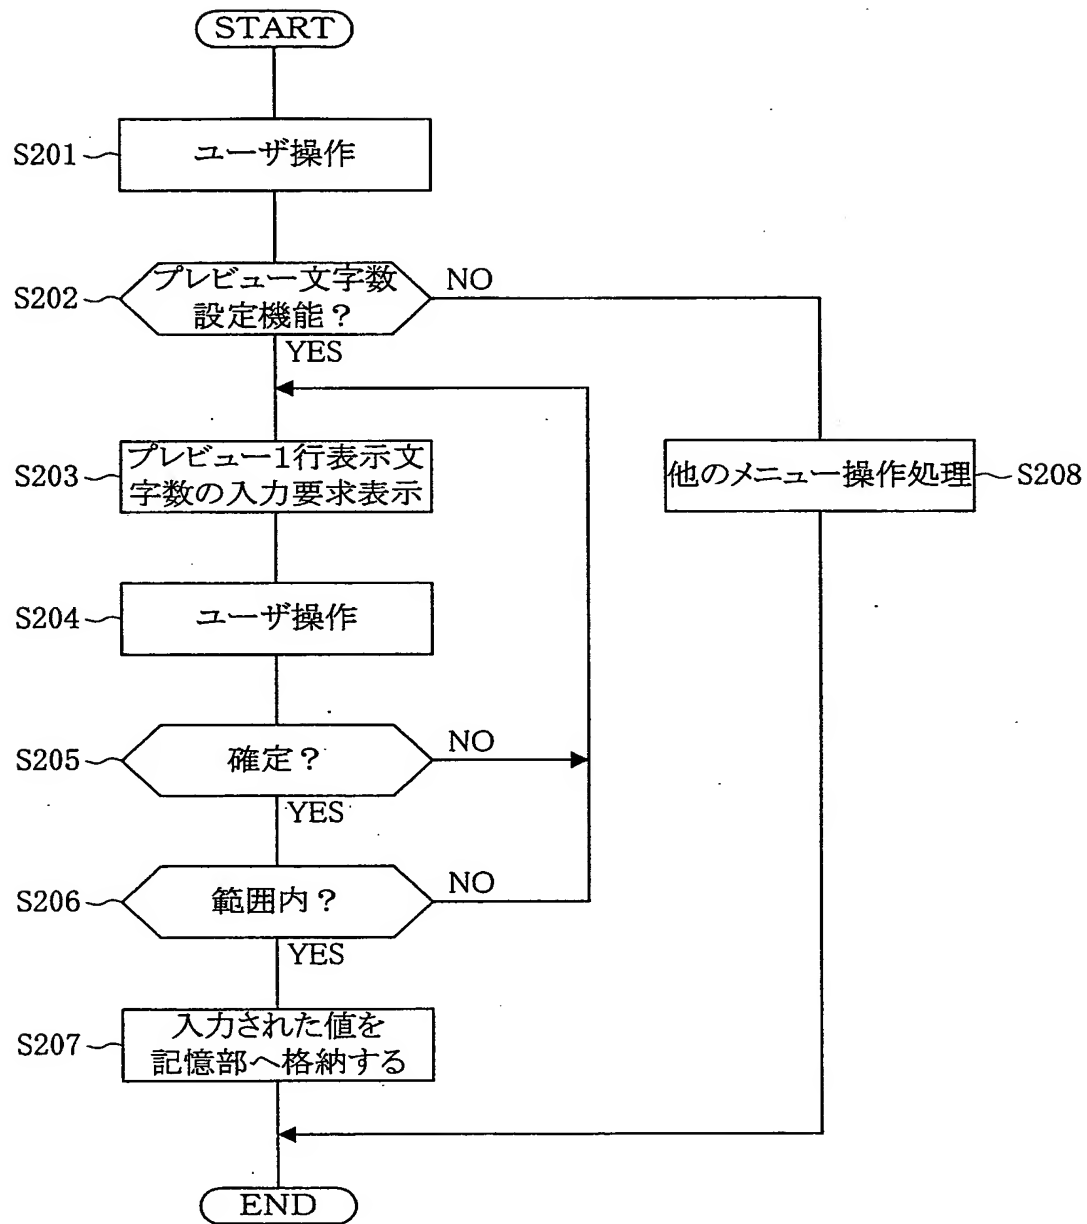 START
S201
ユーザ操作
S202
プレビュー文字数
設定機能?
NO
YES
S203
プレビュー1行表示文
字数の入力要求表示
他のメニュー操作処理
S208
S204
ユーザ操作
S205
確定?
NO
YES
S206
範囲内?
NO
YES
S207
入力された値を
記憶部へ格納する
END